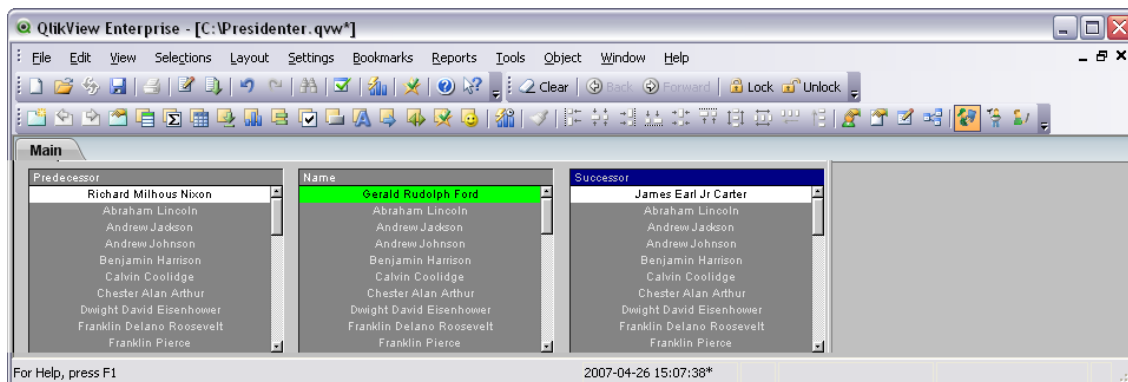 QlikView Enterprise - [C:\Presidenter.qvw*]
File Edit View Selections Layout Settings Bookmarks Reports Tools Object Window Help
Clear Back Forward Lock Unlock
Main
Predecessor Name Successor
Richard Milhous Nixon Gerald Rudolph Ford James Earl Jr Carter
Abraham Lincoln Abraham Lincoln Abraham Lincoln
Andrew Jackson Andrew Jackson Andrew Jackson
Andrew Johnson Andrew Johnson Andrew Johnson
Benjamin Harrison Benjamin Harrison Benjamin Harrison
Calvin Coolidge Calvin Coolidge Calvin Coolidge
Chester Alan Arthur Chester Alan Arthur Chester Alan Arthur
Dwight David Eisenhower Dwight David Eisenhower Dwight David Eisenhower
Franklin Delano Roosevelt Franklin Delano Roosevelt Franklin Delano Roosevelt
Franklin Pierce Franklin Pierce Franklin Pierce
For Help, press F1 2007-04-26 15:07:38*